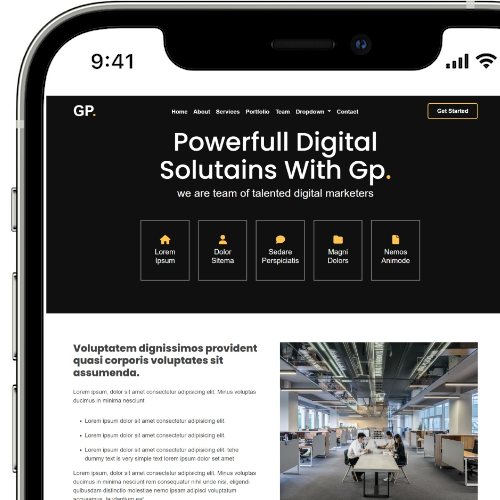 9:41
GP.
Home About Services Portfolio Team Dropdown Contact
Get Started
Powerfull Digital
Solutains With Gp.
we are team of talented digital marketers
Lorem
Ipsum
Dolor
Sitema
Sedare
Perspiciatis
Magni
Dolors
Nemos
Animode
Voluptatem dignissimos provident
quasi corporis voluptates sit
assumenda.
Lorem ipsum, dolor sit amet consectetur adipisicing elit. Minus voluptas
ducimus in minima nesciunt
• Lorem ipsum dolor sit amet consectetur adipisicing elit.
• Lorem ipsum dolor sit amet consectetur adipisicing elit.
• Lorem ipsum dolor sit amet consectetur adipisicing elit. tehe
dummy text is very simple text lorem ipsum dolor set amet
Lorem ipsum, dolor sit amet consectetur adipisicing elit. Minus voluptas
ducimus in minima nesciunt rem consequatur nihil unde nisi, eligendi
quibusdam distinctio molestiae nemo ipsam adipisci voluptatum